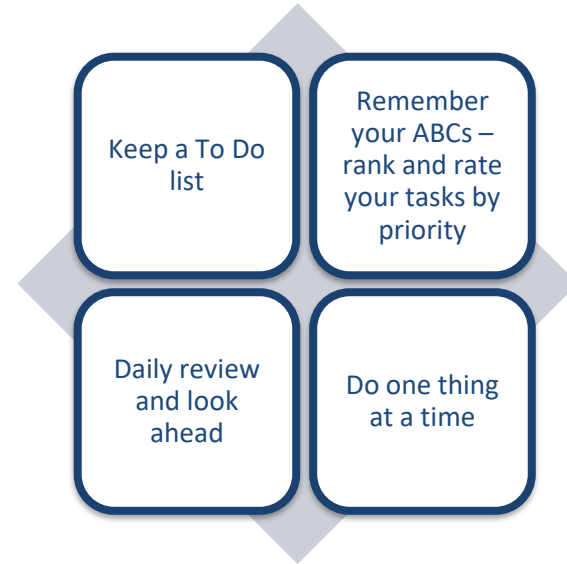 Keep a To Do
list
Remember
your ABCs –
rank and rate
your tasks by
priority
Daily review
and look
ahead
Do one thing
at a time